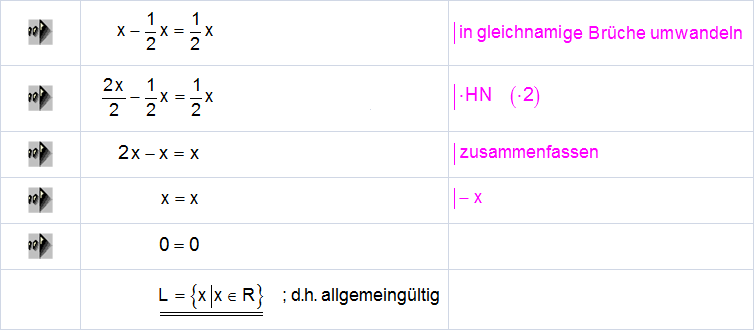 x − 1/2 x = 1/2 x |in gleichnamige Brüche umwandeln
2x/2 − 1/2 x = 1/2 x |·HN (·2)
2x − x = x |zusammenfassen
x = x |− x
0 = 0
L = {x|x ∈ R} ; d.h. allgemeingültig